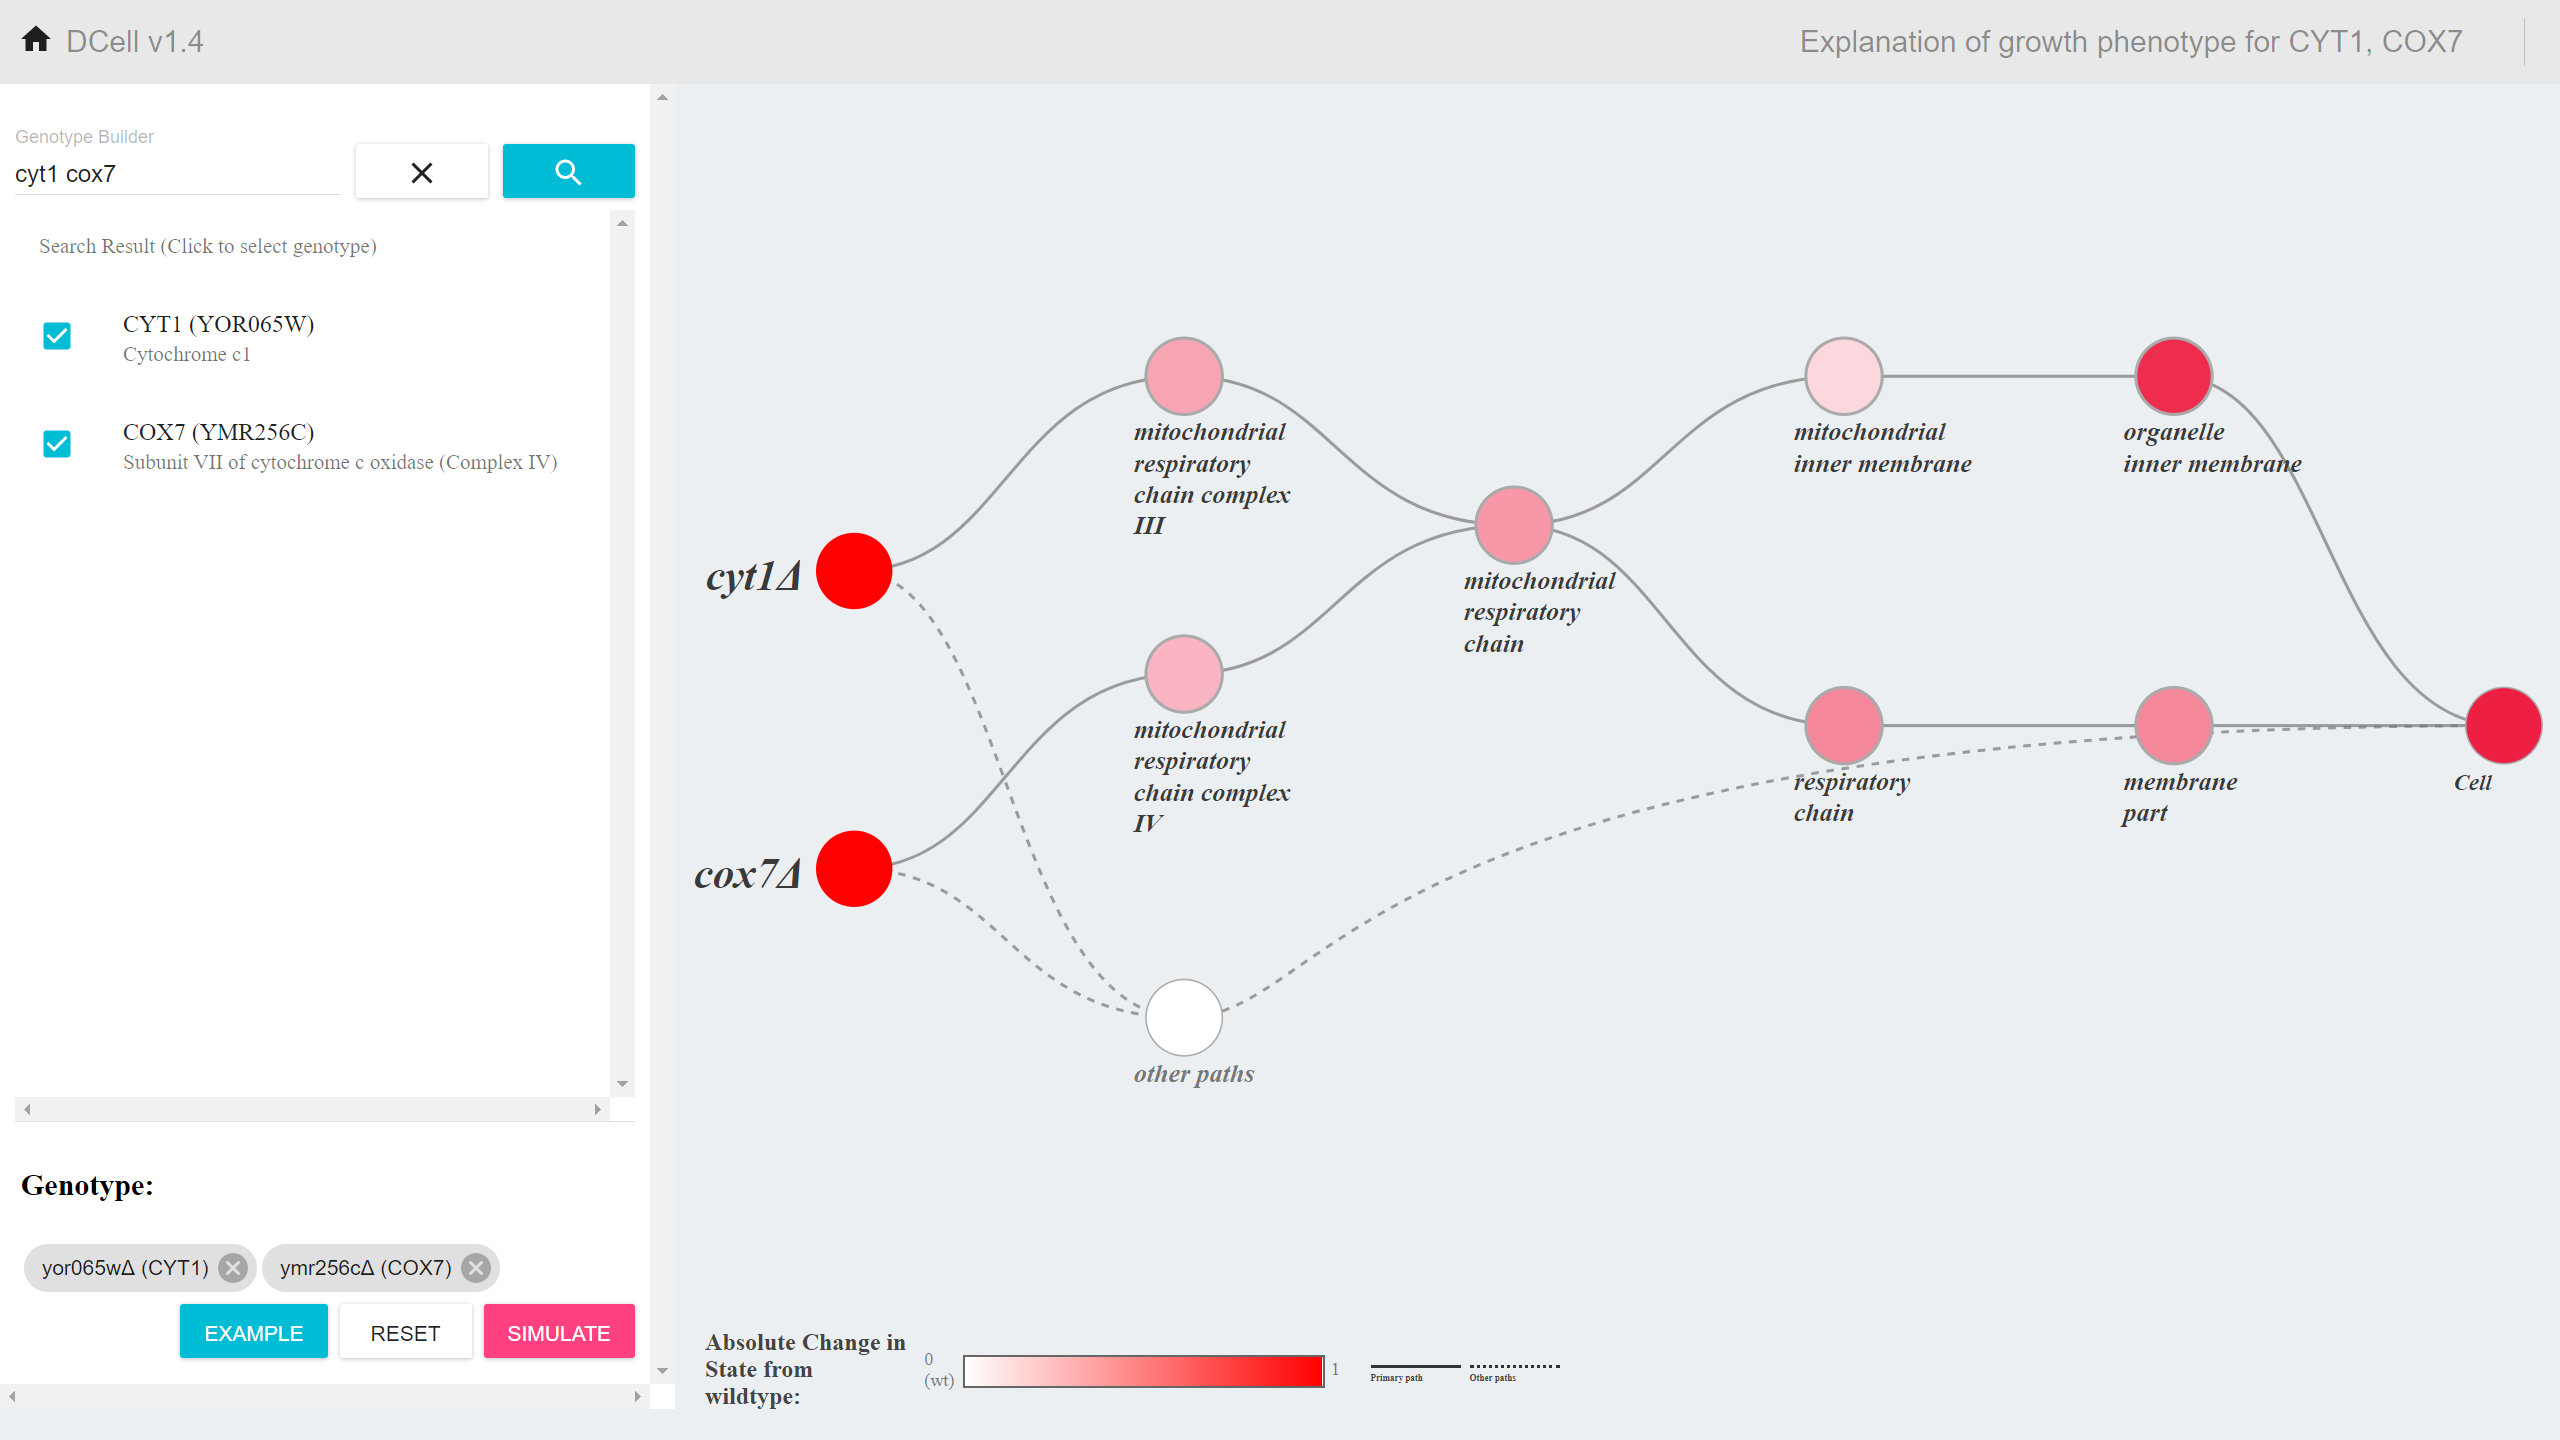 DCell v1.4
Explanation of growth phenotype for CYT1, COX7
Genotype Builder
cyt1 cox7
Search Result (Click to select genotype)
CYT1 (YOR065W)
Cytochrome c1
COX7 (YMR256C)
Subunit VII of cytochrome c oxidase (Complex IV)
Genotype:
yor065wΔ (CYT1)
ymr256cΔ (COX7)
EXAMPLE
RESET
SIMULATE
cyt1Δ
cox7Δ
mitochondrial
respiratory
chain complex
III
mitochondrial
respiratory
chain complex
IV
other paths
mitochondrial
respiratory
chain
mitochondrial
inner membrane
organelle
inner membrane
respiratory
chain
membrane
part
Cell
Absolute Change in
State from
wildtype:
0
(wt)
1
Primary path
Other paths